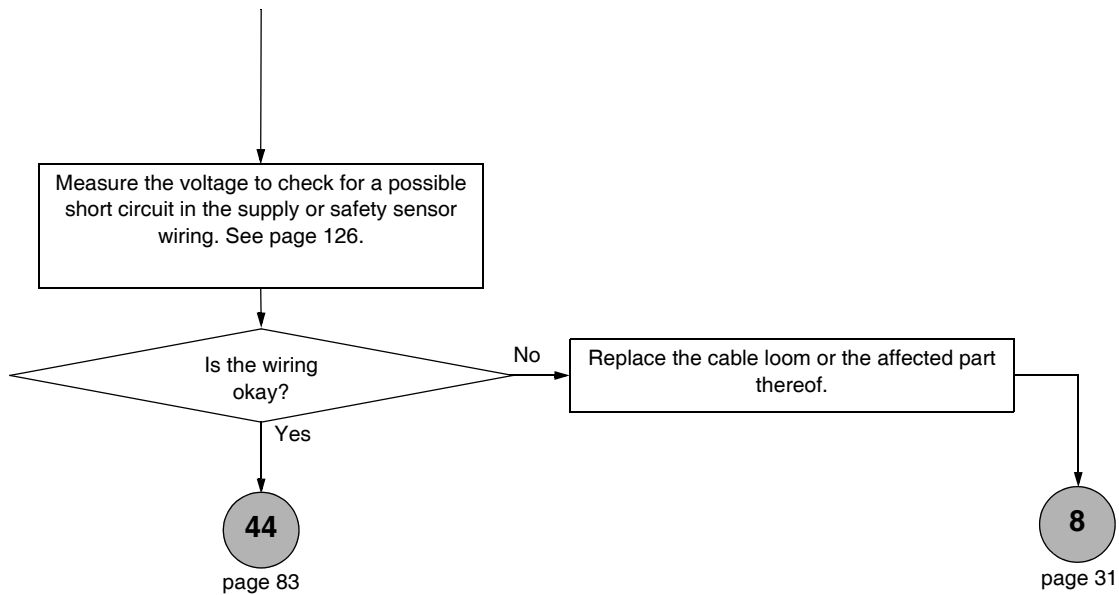 Measure the voltage to check for a possible
short circuit in the supply or safety sensor
wiring. See page 126.
Is the wiring
okay?
No
Replace the cable loom or the affected part
thereof.
Yes
44
page 83
8
page 31